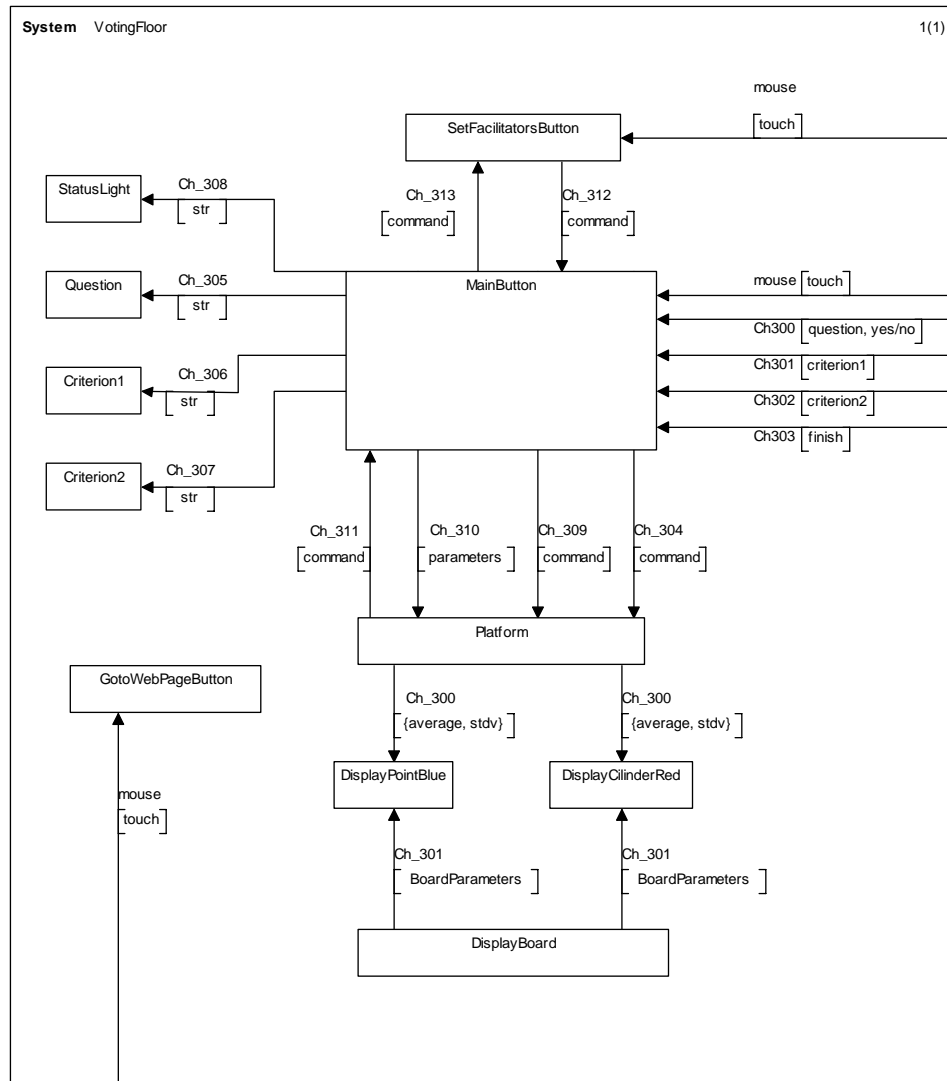 System VotingFloor 1(1)
mouse
SetFacilitatorsButton
[touch]
StatusLight
Ch_308
[str]
Ch_313
[command]
Ch_312
[command]
Question
Ch_305
[str]
MainButton
mouse [touch]
Ch300 [question, yes/no]
Ch301 [criterion1]
Ch302 [criterion2]
Ch303 [finish]
Criterion1
Ch_306
[str]
Criterion2
Ch_307
[str]
Ch_311
[command]
Ch_310
[parameters]
Ch_309
[command]
Ch_304
[command]
Platform
GotoWebPageButton
Ch_300
[{average, stdv}]
Ch_300
[{average, stdv}]
DisplayPointBlue
DisplayCilinderRed
mouse
[touch]
Ch_301
[BoardParameters]
Ch_301
[BoardParameters]
DisplayBoard